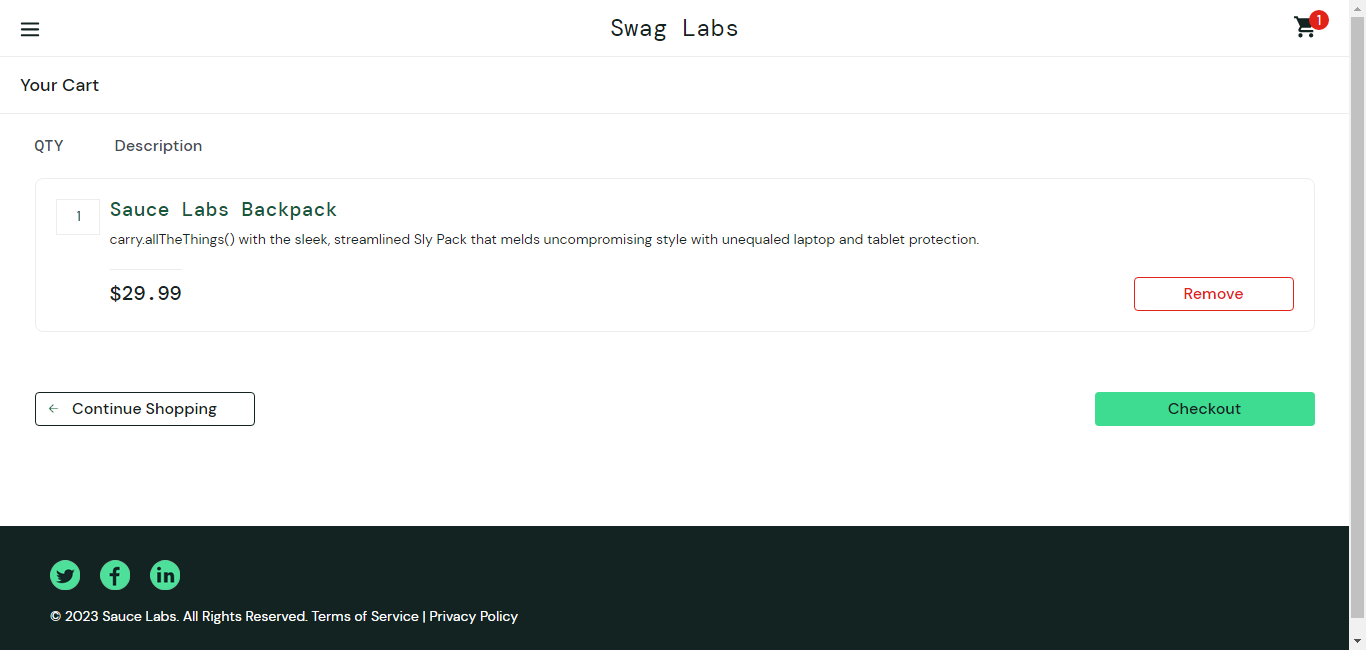 Swag Labs
1
Your Cart
QTY Description
1 Sauce Labs Backpack
carry.allTheThings() with the sleek, streamlined Sly Pack that melds uncompromising style with unequaled laptop and tablet protection.
$29.99 Remove
Continue Shopping Checkout
© 2023 Sauce Labs. All Rights Reserved. Terms of Service | Privacy Policy